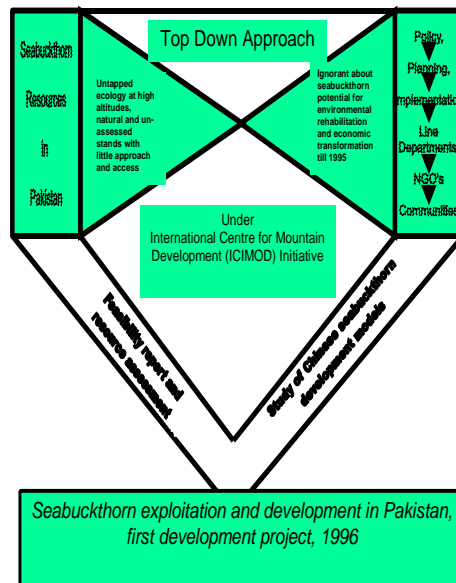 Top Down Approach
Seabuckthorn
Resources
in
Pakistan
Untapped
ecology at high
altitudes,
natural and un-
assessed
stands with
little approach
and access
Ignorant about
seabuckthorn
potential for
environmental
rehabilitation
and economic
transformation
till 1995
Policy,
Planning,
Implementation
Line
Departments
NGO's
Communities
Under
International Centre for Mountain
Development (ICIMOD) Initiative
Feasibility report and
resource assessment
Study of Chinese seabuckthorn
development models
Seabuckthorn exploitation and development in Pakistan,
first development project, 1996